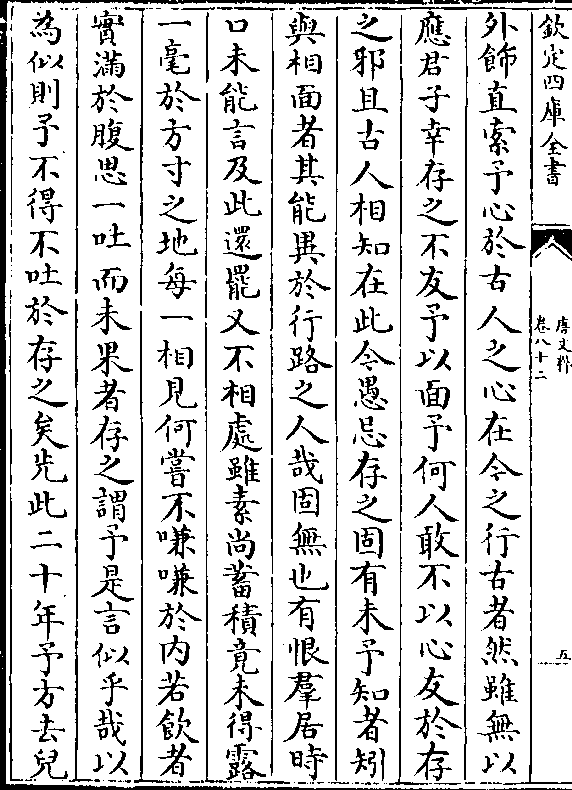 欽定四庫全書
唐文粹
卷八十二
五
外飾直索予心於古人之心在今之行古者然雖無以
應君子幸存之不友予以面予何人敢不以心友於存
之邪且古人相知在此令愚忌存之固有未予知者矧
與相面者其能異於行路之人哉固無也有恨羣居時
口未能言及此還罷又不相處雖素尚蓄積竟未得露
一毫於方寸之地每一相見何嘗不嗛嗛於内若飲者
實滿於腹思一吐而未果者存之謂予是言似乎哉以
為似則予不得不吐於存之矣先此二十年予方去兒